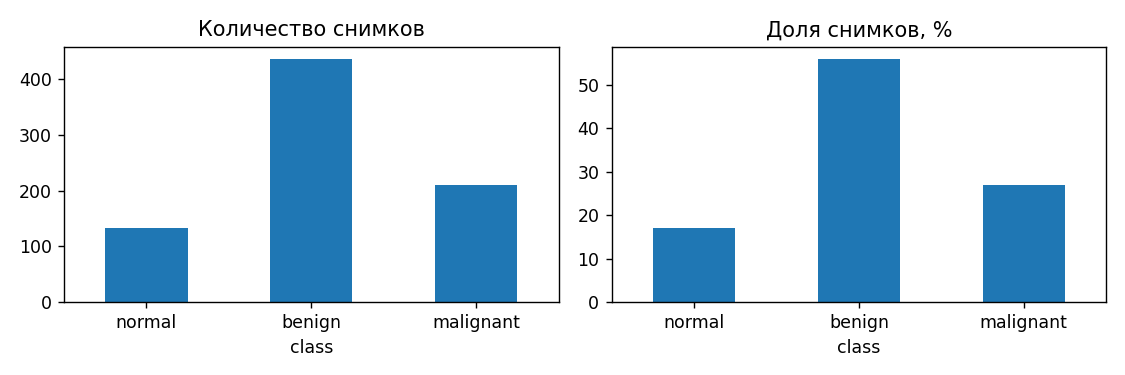 Количество снимков
400
300
200
100
0
normal benign malignant
class
Доля снимков, %
50
40
30
20
10
0
normal benign malignant
class